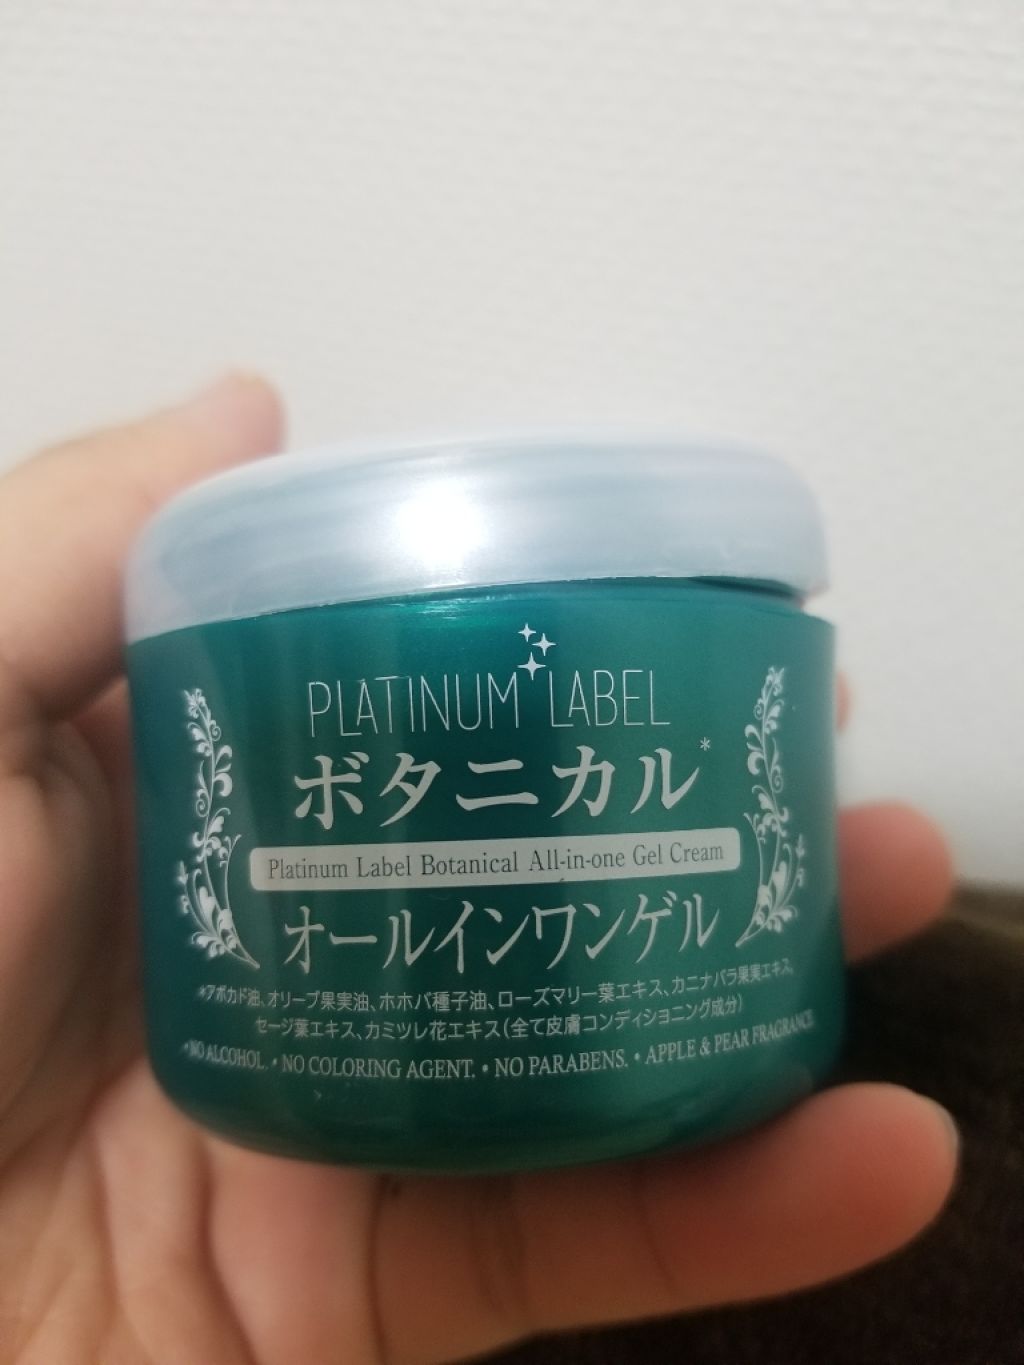 PLATINUM LABEL
ボタニカル*
Platinum Label Botanical All-in-one Gel Cream
オールインワンゲル
*アボカド油、オリーブ果実油、ホホバ種子油、ローズマリー葉エキス、カニナバラ果実エキス、
セージ葉エキス、カミツレ花エキス(全て皮膚コンディショニング成分)
•NO ALCOHOL. • NO COLORING AGENT. • NO PARABENS. • APPLE & PEAR FRAGRANCE.